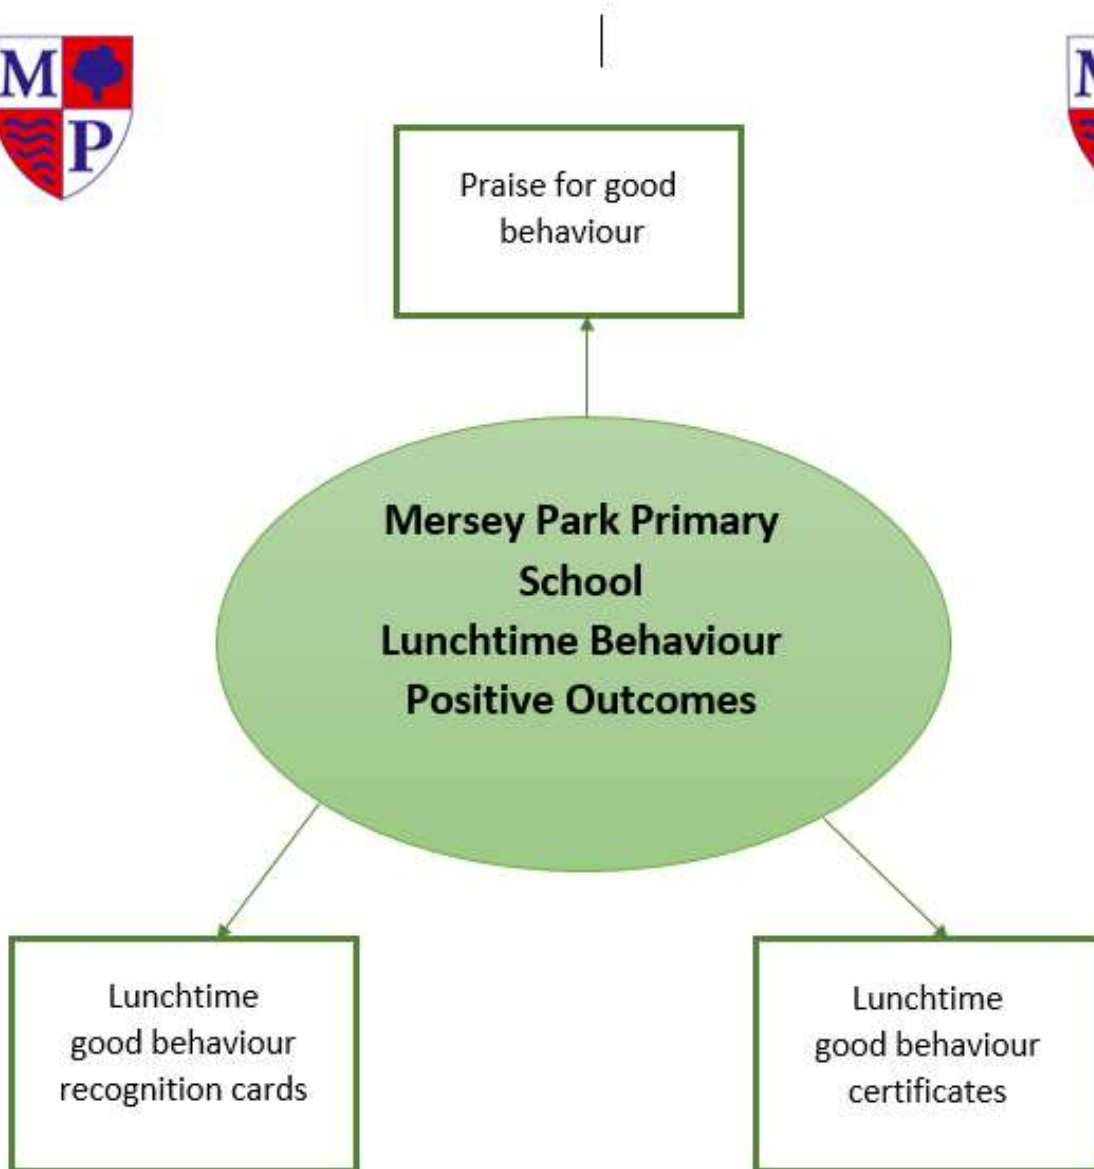 M
P
M
Praise for good
behaviour
Mersey Park Primary
School
Lunchtime Behaviour
Positive Outcomes
Lunchtime
good behaviour
recognition cards
Lunchtime
good behaviour
certificates